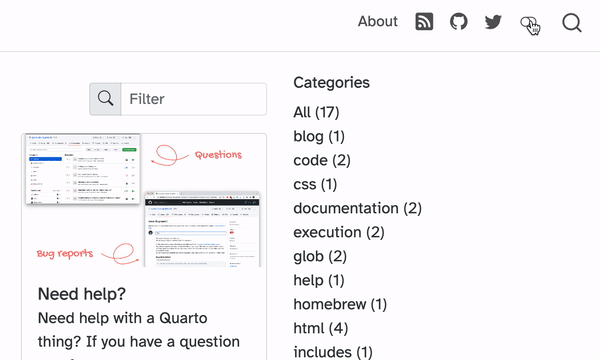 About
Filter
Questions
Bug reports
Need help?
Need help with a Quarto
thing? If you have a question
Categories
All (17)
blog (1)
code (2)
css (1)
documentation (2)
execution (2)
glob (2)
help (1)
homebrew (1)
html (4)
includes (1)